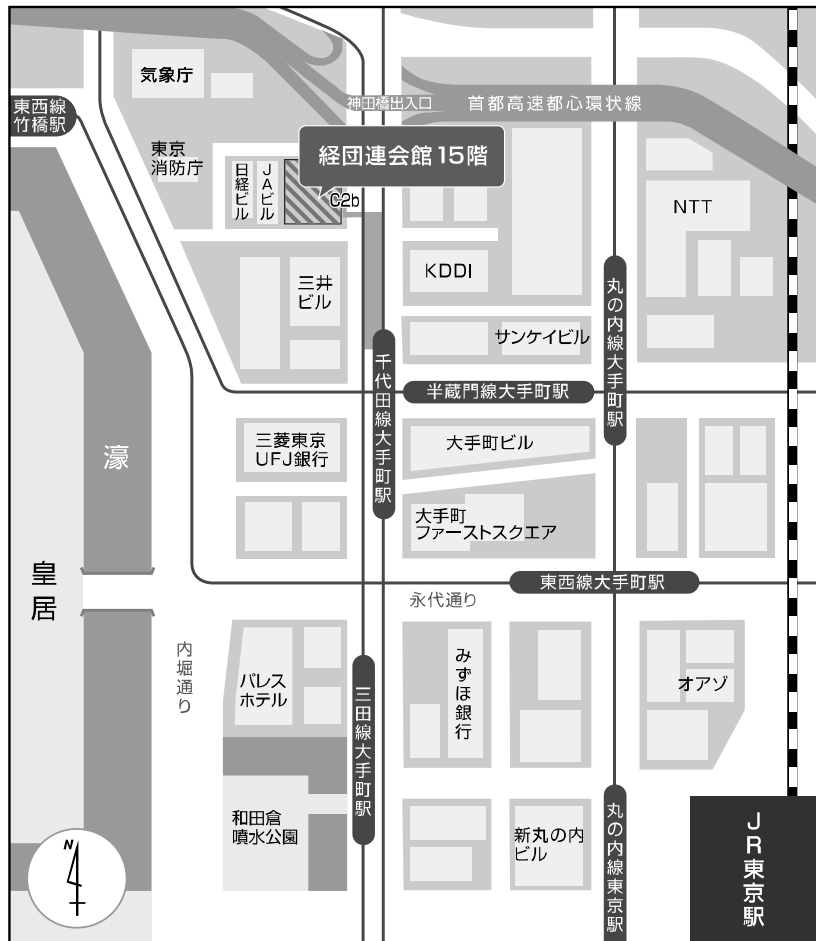 気象庁
東西線
竹橋駅
神田橋出入口
首都高速都心環状線
東京
消防庁
経団連会館15階
日経ビル
JAビル
C2b
NTT
三井
ビル
KDDI
丸の内線大手町駅
サンケイビル
千代田線大手町駅
半蔵門線大手町駅
三菱東京
UFJ銀行
大手町ビル
濠
大手町
ファーストスクエア
皇居
東西線大手町駅
永代通り
内堀通り
パレス
ホテル
三田線大手町駅
みずほ銀行
オアゾ
和田倉
噴水公園
新丸の内
ビル
丸の内線東京駅
JR東京駅
N